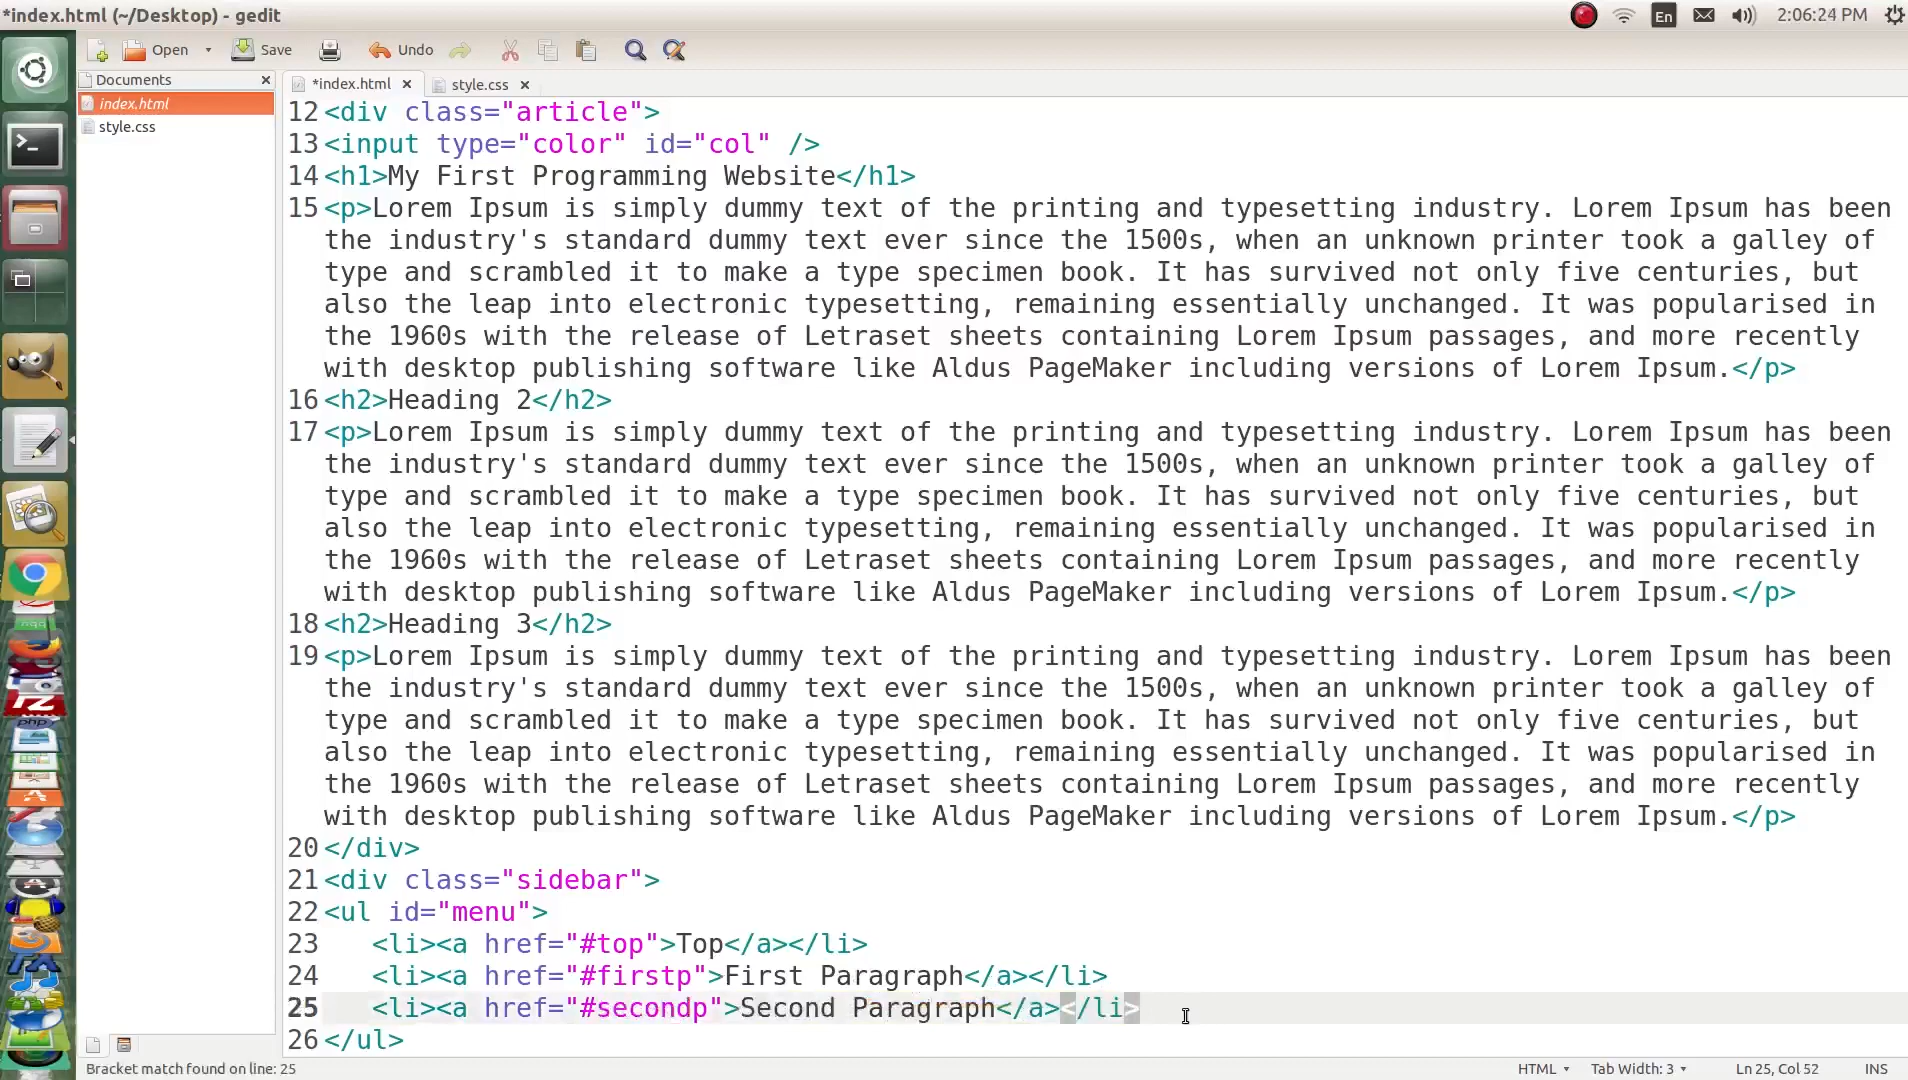 *index.html (~/Desktop) - gedit
En
2:06:24 PM
Open
Save
Undo
Documents
*index.html
style.css
index.html
style.css
12 <div class="article">
13 <input type="color" id="col" />
14 <h1>My First Programming Website</h1>
15 <p>Lorem Ipsum is simply dummy text of the printing and typesetting industry. Lorem Ipsum has been
the industry's standard dummy text ever since the 1500s, when an unknown printer took a galley of
type and scrambled it to make a type specimen book. It has survived not only five centuries, but
also the leap into electronic typesetting, remaining essentially unchanged. It was popularised in
the 1960s with the release of Letraset sheets containing Lorem Ipsum passages, and more recently
with desktop publishing software like Aldus PageMaker including versions of Lorem Ipsum.</p>
16 <h2>Heading 2</h2>
17 <p>Lorem Ipsum is simply dummy text of the printing and typesetting industry. Lorem Ipsum has been
the industry's standard dummy text ever since the 1500s, when an unknown printer took a galley of
type and scrambled it to make a type specimen book. It has survived not only five centuries, but
also the leap into electronic typesetting, remaining essentially unchanged. It was popularised in
the 1960s with the release of Letraset sheets containing Lorem Ipsum passages, and more recently
with desktop publishing software like Aldus PageMaker including versions of Lorem Ipsum.</p>
18 <h2>Heading 3</h2>
19 <p>Lorem Ipsum is simply dummy text of the printing and typesetting industry. Lorem Ipsum has been
the industry's standard dummy text ever since the 1500s, when an unknown printer took a galley of
type and scrambled it to make a type specimen book. It has survived not only five centuries, but
also the leap into electronic typesetting, remaining essentially unchanged. It was popularised in
the 1960s with the release of Letraset sheets containing Lorem Ipsum passages, and more recently
with desktop publishing software like Aldus PageMaker including versions of Lorem Ipsum.</p>
20 </div>
21 <div class="sidebar">
22 <ul id="menu">
23 <li><a href="#top">Top</a></li>
24 <li><a href="#firstp">First Paragraph</a></li>
25 <li><a href="#secondp">Second Paragraph</a></li>
26 </ul>
php
Bracket match found on line: 25
HTML
Tab Width: 3
Ln 25, Col 52
INS